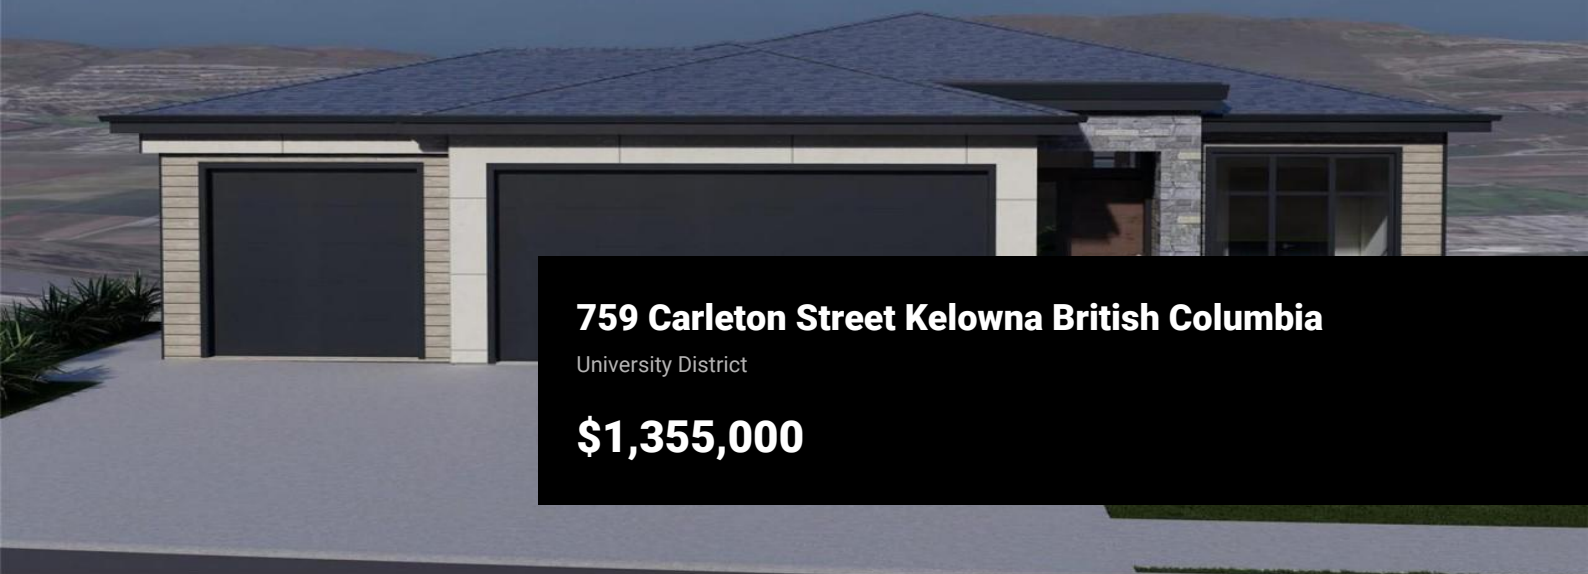 759 Carleton Street Kelowna British Columbia
University District
$1,355,000